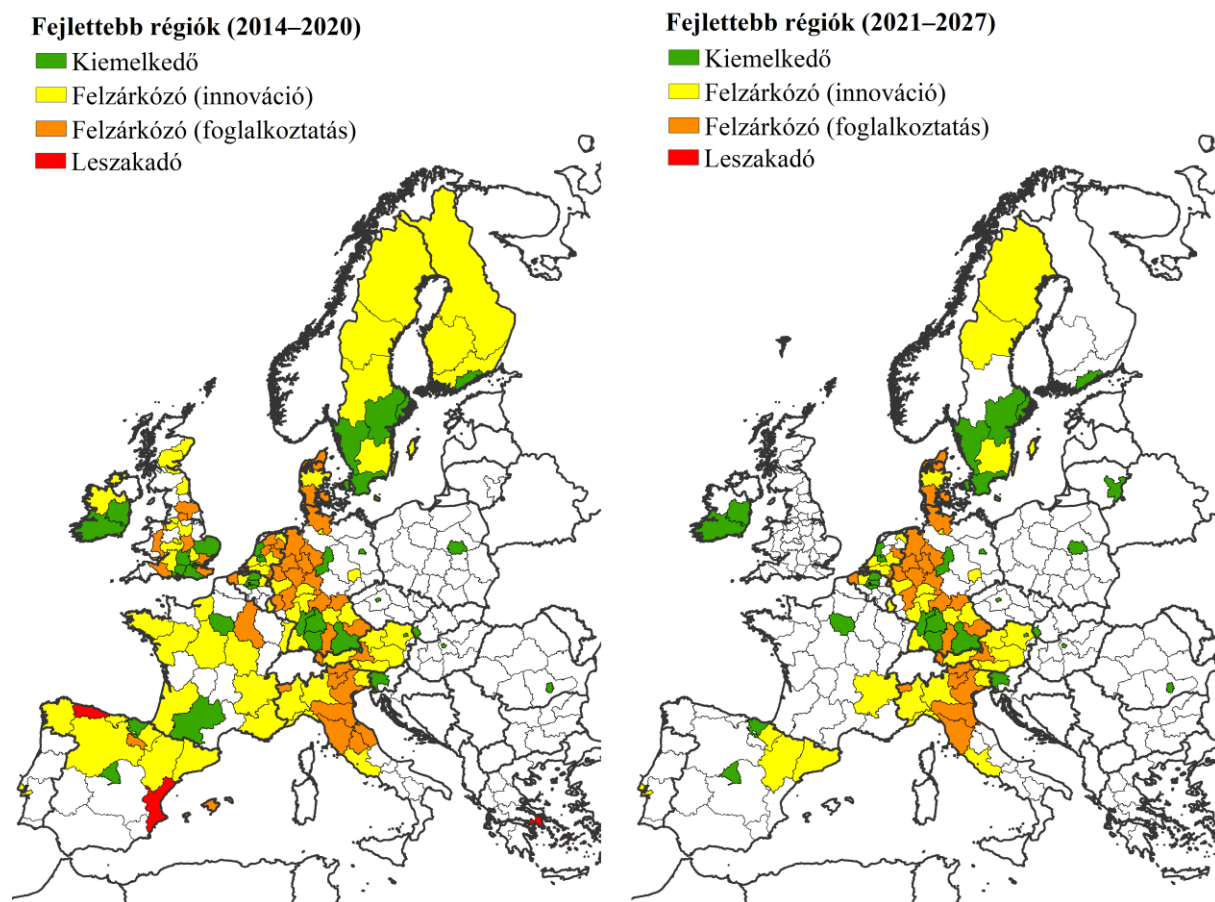 Fejlettebb régiók (2014–2020)
Kiemelkedő
Felzárkózó (innováció)
Felzárkózó (foglalkoztatás)
Leszakadó
Fejlettebb régiók (2021–2027)
Kiemelkedő
Felzárkózó (innováció)
Felzárkózó (foglalkoztatás)
Leszakadó